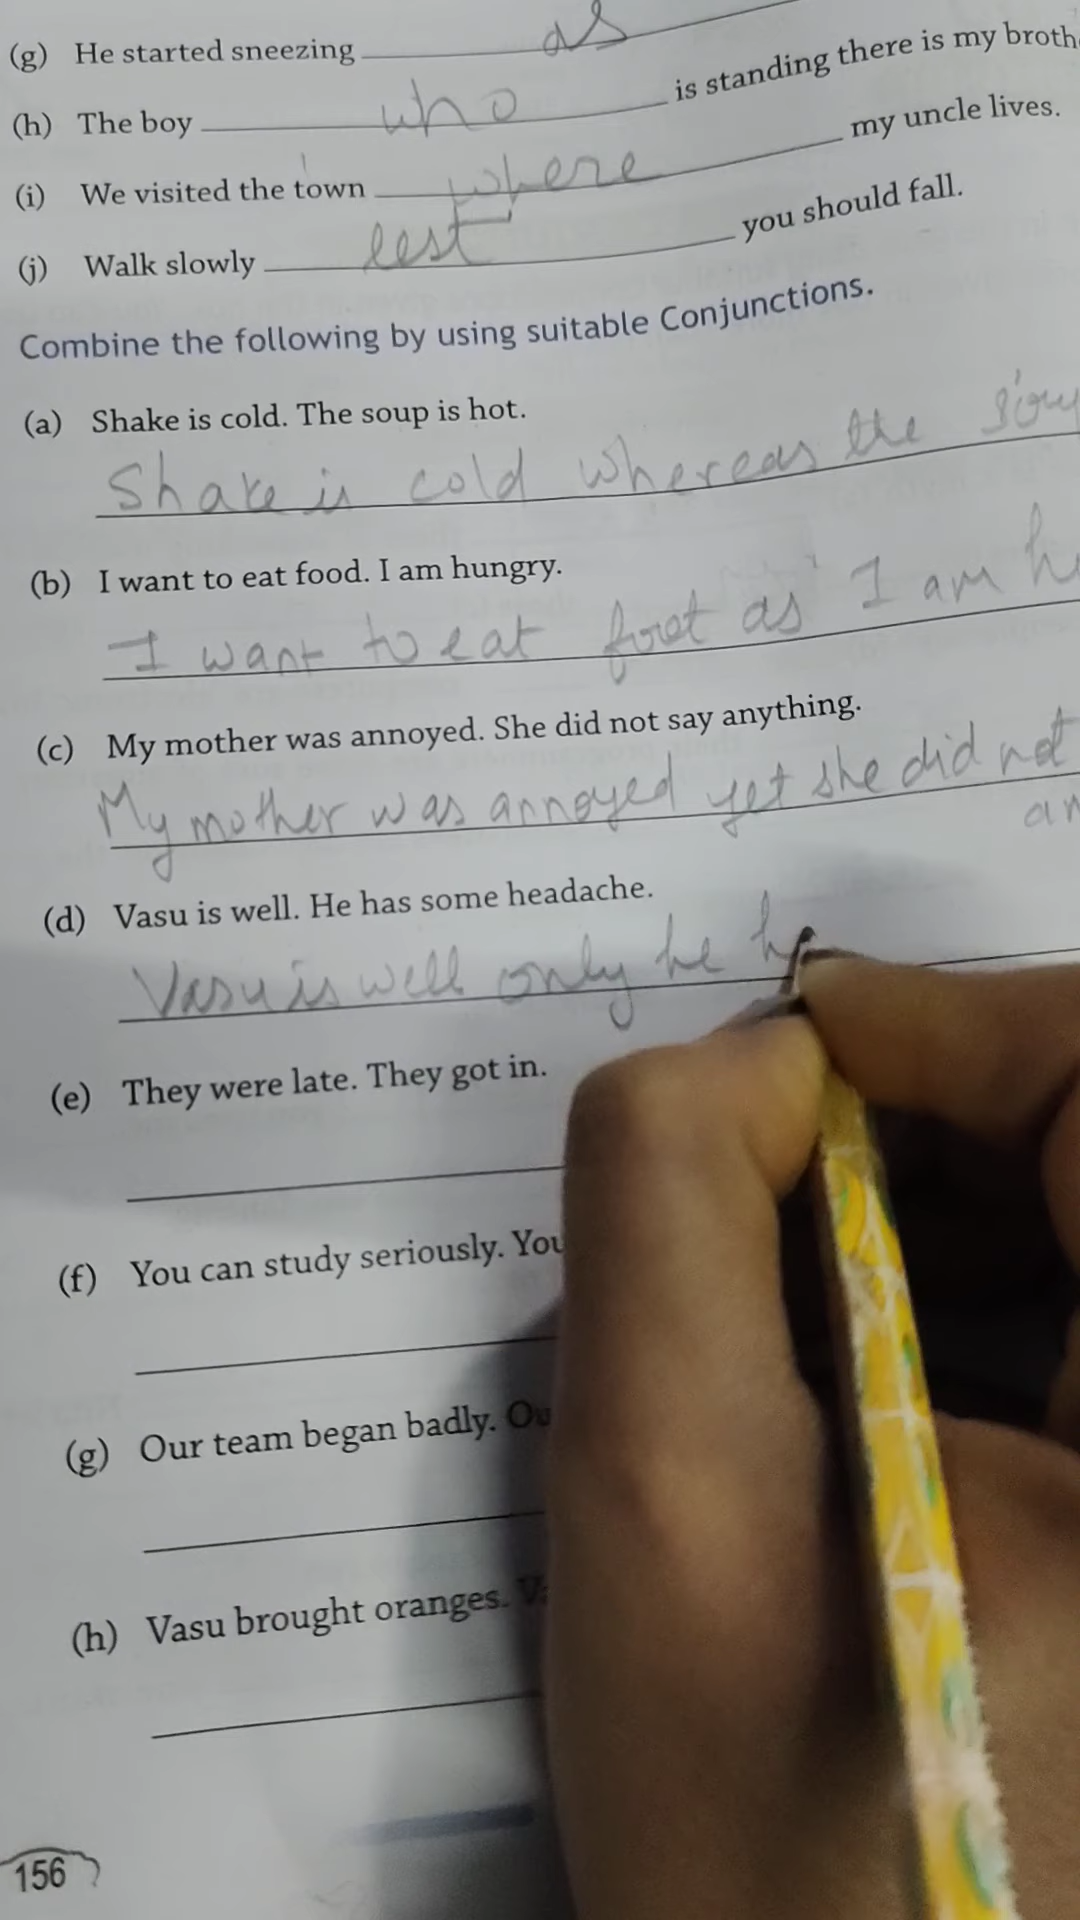 (g) He started sneezing as
(h) The boy who is standing there is my
(i) We visited the town where my uncle lives.
(j) Walk slowly lest you should fall.
Combine the following by using suitable Conjunctions.
(a) Shake is cold. The soup is hot.
Shake is cold whereas the
(b) I want to eat food. I am hungry.
I want to eat as I am
(c) My mother was annoyed. She did not say anything.
My mother was annoyed yet she did not
(d) Vasu is well. He has some headache.
Vasu is well only he
(e) They were late. They got in.
(f) You can study seriously. You
(g) Our team began badly.
(h) Vasu brought oranges.
156